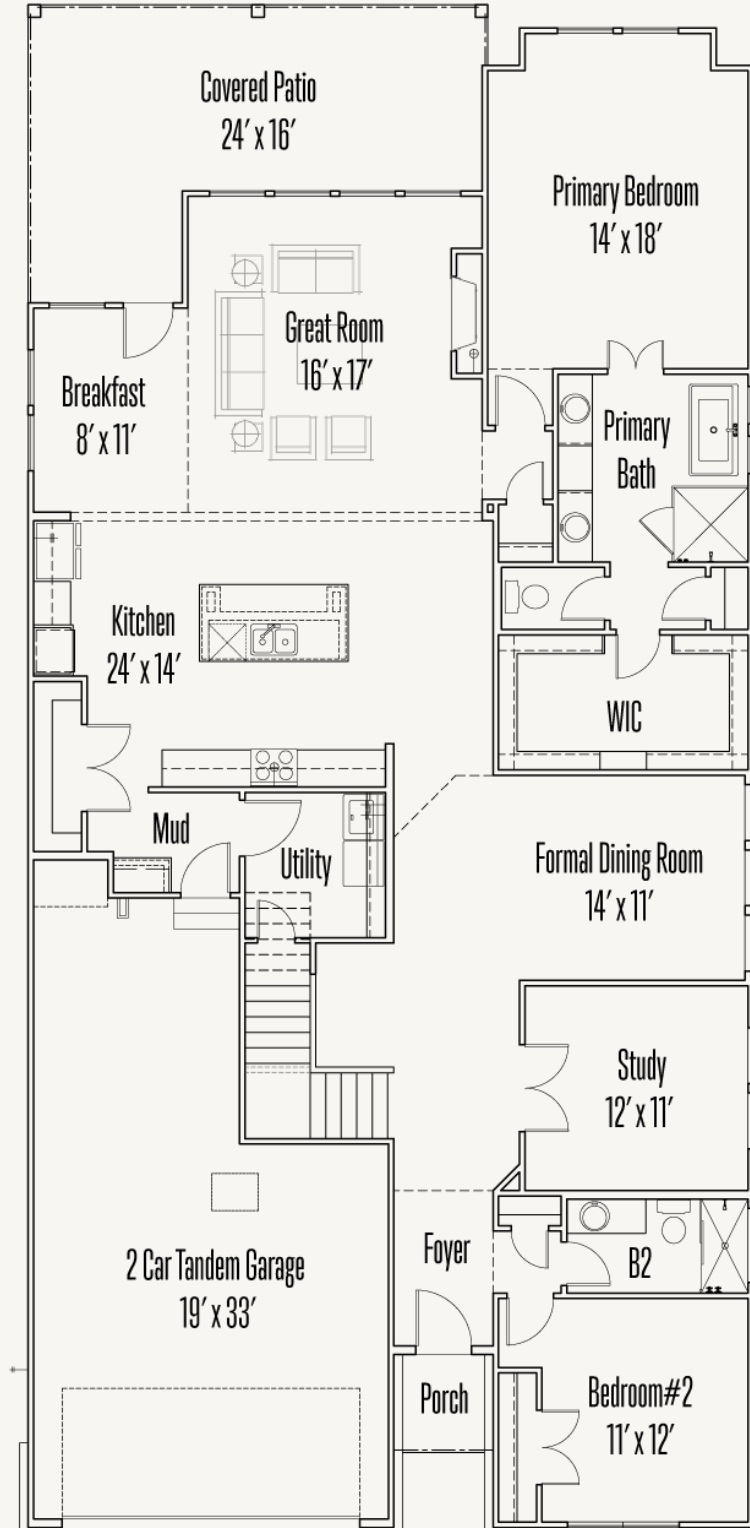 Covered Patio
24' x 16'
Primary Bedroom
14' x 18'
Great Room
16' x 17'
Breakfast
8' x 11'
Primary
Bath
Kitchen
24' x 14'
WIC
Mud
Utility
Formal Dining Room
14' x 11'
Study
12' x 11'
Foyer
B2
2 Car Tandem Garage
19' x 33'
Porch
Bedroom#2
11' x 12'